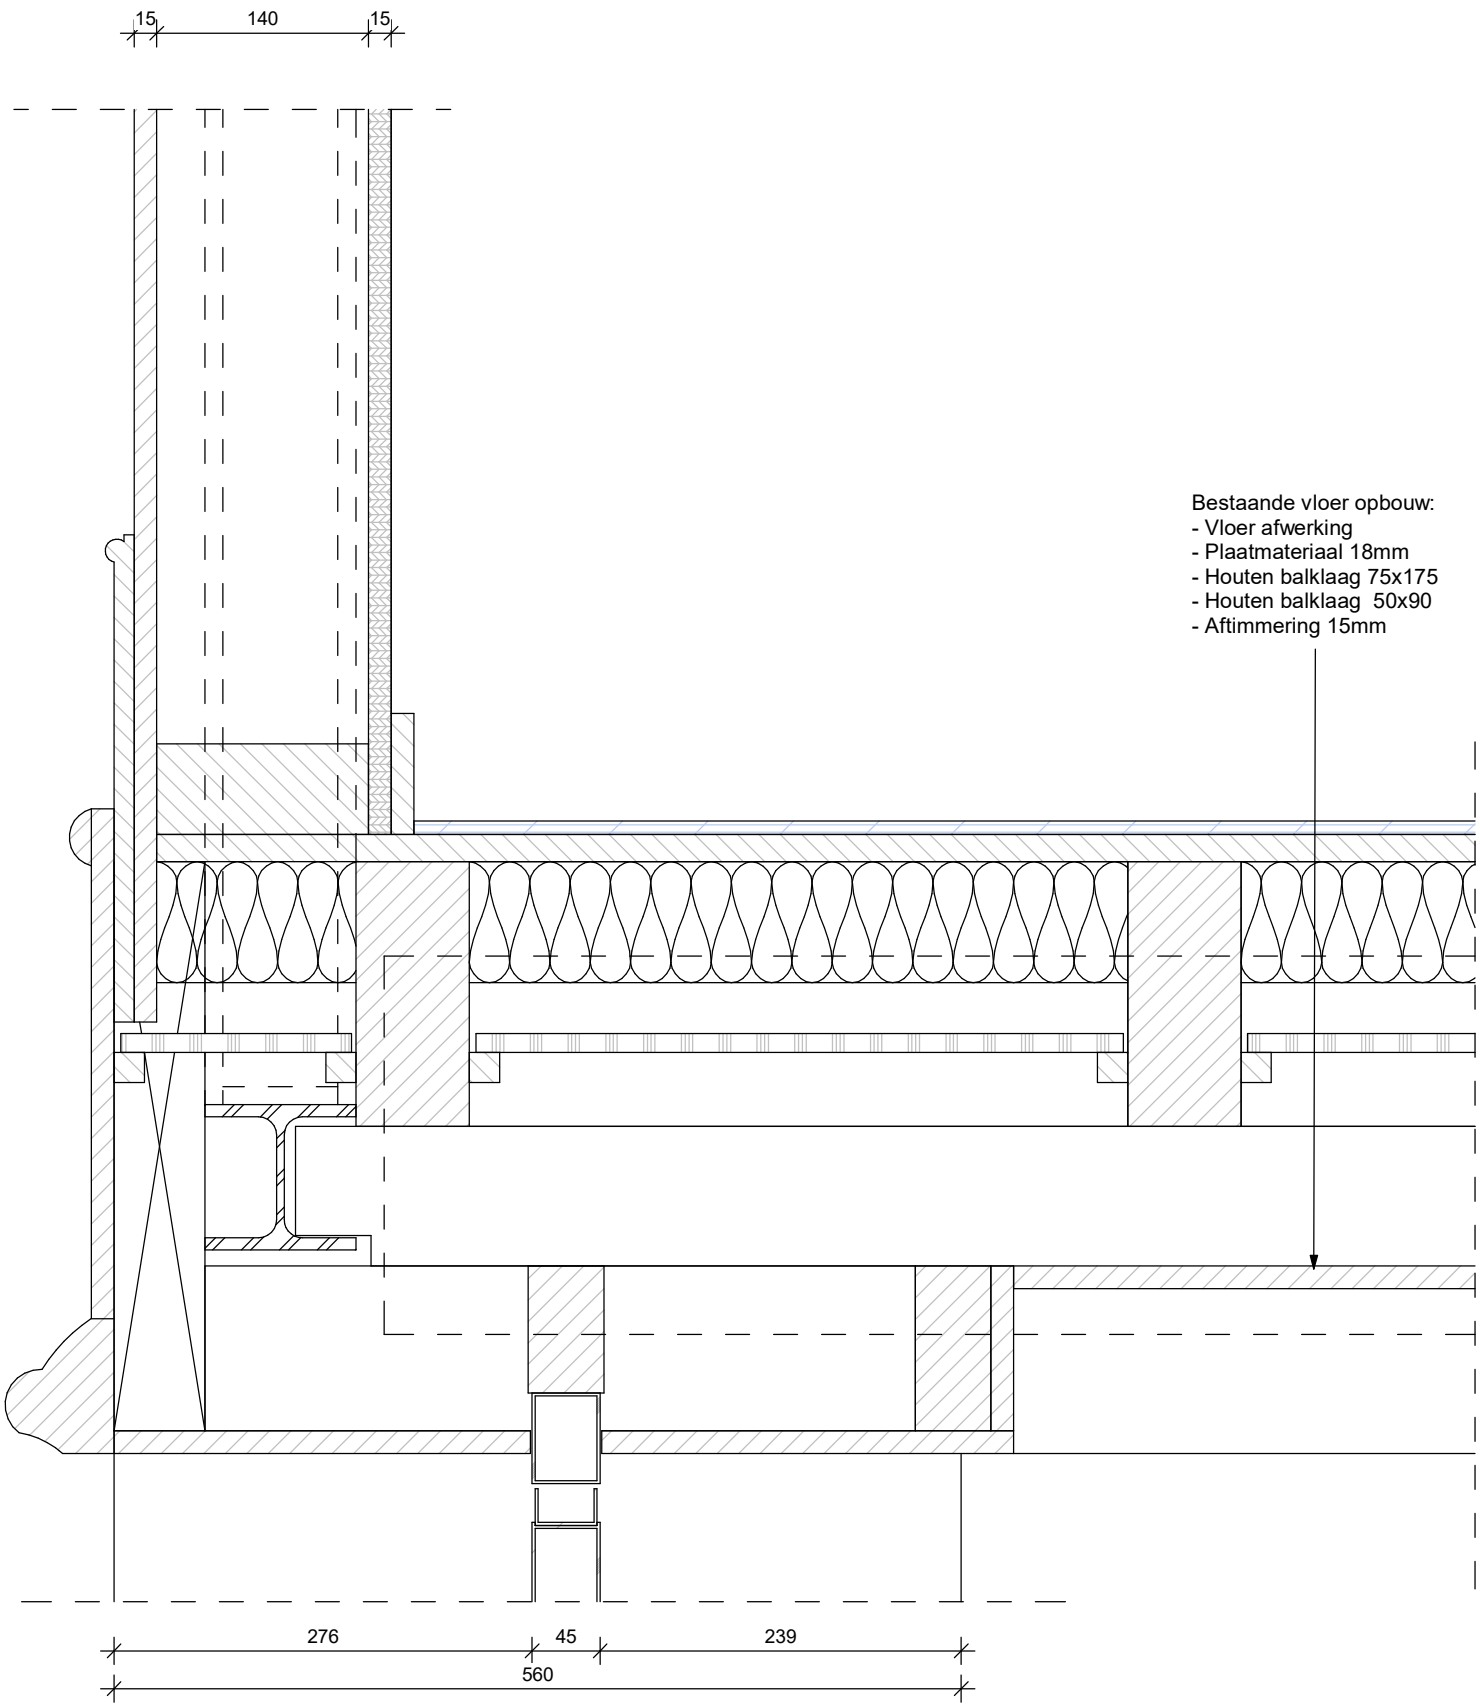 15 140 15
Bestaande vloer opbouw:
- Vloer afwerking
- Plaatmateriaal 18mm
- Houten balklaag 75x175
- Houten balklaag  50x90
- Aftimmering 15mm
276 45 239
560